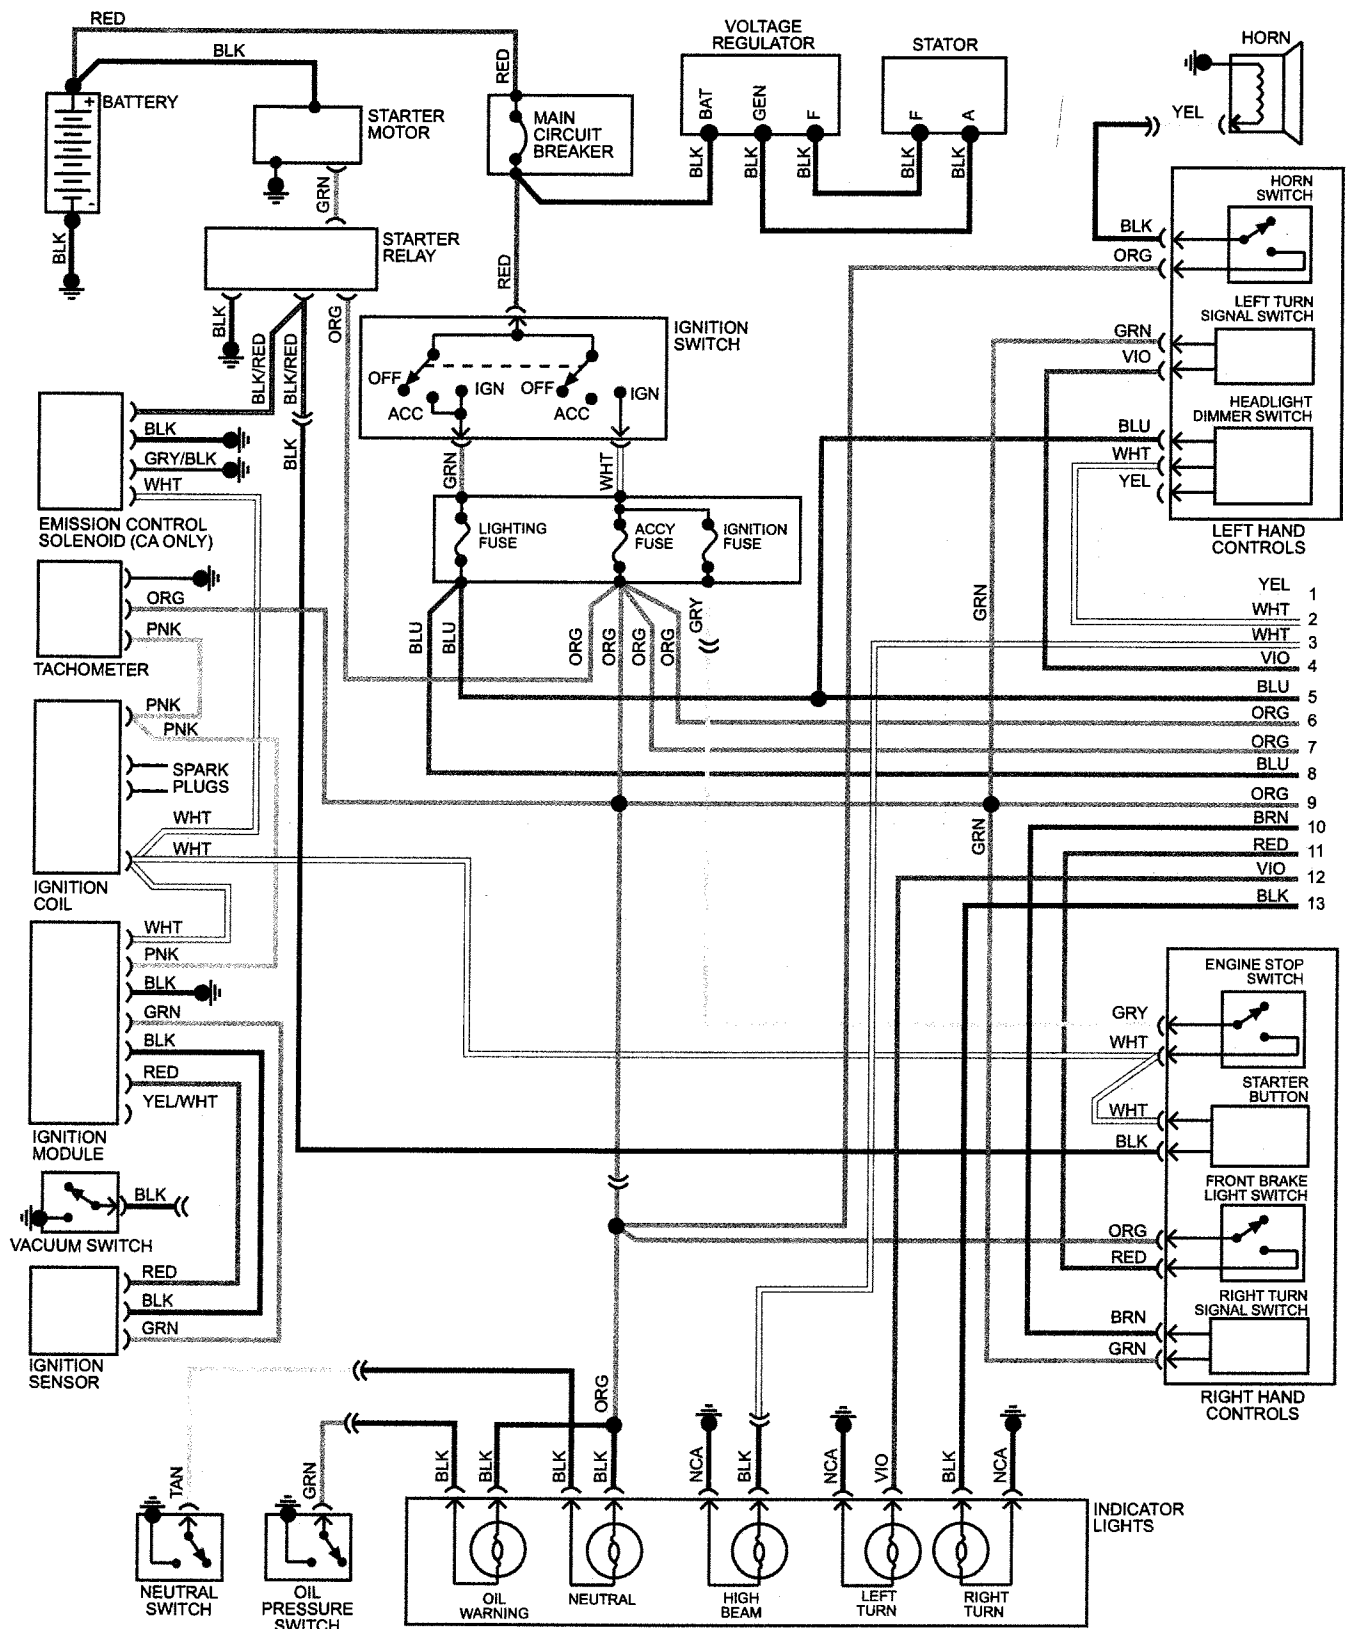 RED
BLK
RED
VOLTAGE
REGULATOR
STATOR
HORN
+
BATTERY
-
BLK
STARTER
MOTOR
GRN
MAIN
CIRCUIT
BREAKER
BAT
GEN
F
F
A
BLK
BLK
BLK
BLK
BLK
YEL
HORN
SWITCH
BLK
ORG
STARTER
RELAY
RED
BLK
BLK/RED
BLK/RED
ORG
BLK
IGNITION
SWITCH
OFF
IGN
ACC
OFF
IGN
ACC
LEFT TURN
SIGNAL SWITCH
GRN
VIO
HEADLIGHT
DIMMER SWITCH
BLU
WHT
YEL
LEFT HAND
CONTROLS
BLK
GRY/BLK
WHT
EMISSION CONTROL
SOLENOID (CA ONLY)
GRN
WHT
LIGHTING
FUSE
ACCY
FUSE
IGNITION
FUSE
ORG
PNK
TACHOMETER
BLU
BLU
ORG
ORG
ORG
ORG
GRY
GRN
YEL 1
WHT 2
WHT 3
VIO 4
BLU 5
ORG 6
ORG 7
BLU 8
ORG 9
BRN 10
RED 11
VIO 12
BLK 13
GRN
PNK
PNK
SPARK
PLUGS
WHT
WHT
IGNITION
COIL
WHT
PNK
BLK
GRN
BLK
RED
YEL/WHT
IGNITION
MODULE
ENGINE STOP
SWITCH
GRY
WHT
STARTER
BUTTON
WHT
BLK
FRONT BRAKE
LIGHT SWITCH
ORG
RED
RIGHT TURN
SIGNAL SWITCH
BRN
GRN
RIGHT HAND
CONTROLS
BLK
VACUUM SWITCH
RED
BLK
GRN
IGNITION
SENSOR
TAN
GRN
ORG
BLK
BLK
BLK
BLK
NCA
BLK
NCA
VIO
BLK
NCA
INDICATOR
LIGHTS
NEUTRAL
SWITCH
OIL
PRESSURE
SWITCH
OIL
WARNING
NEUTRAL
HIGH
BEAM
LEFT
TURN
RIGHT
TURN